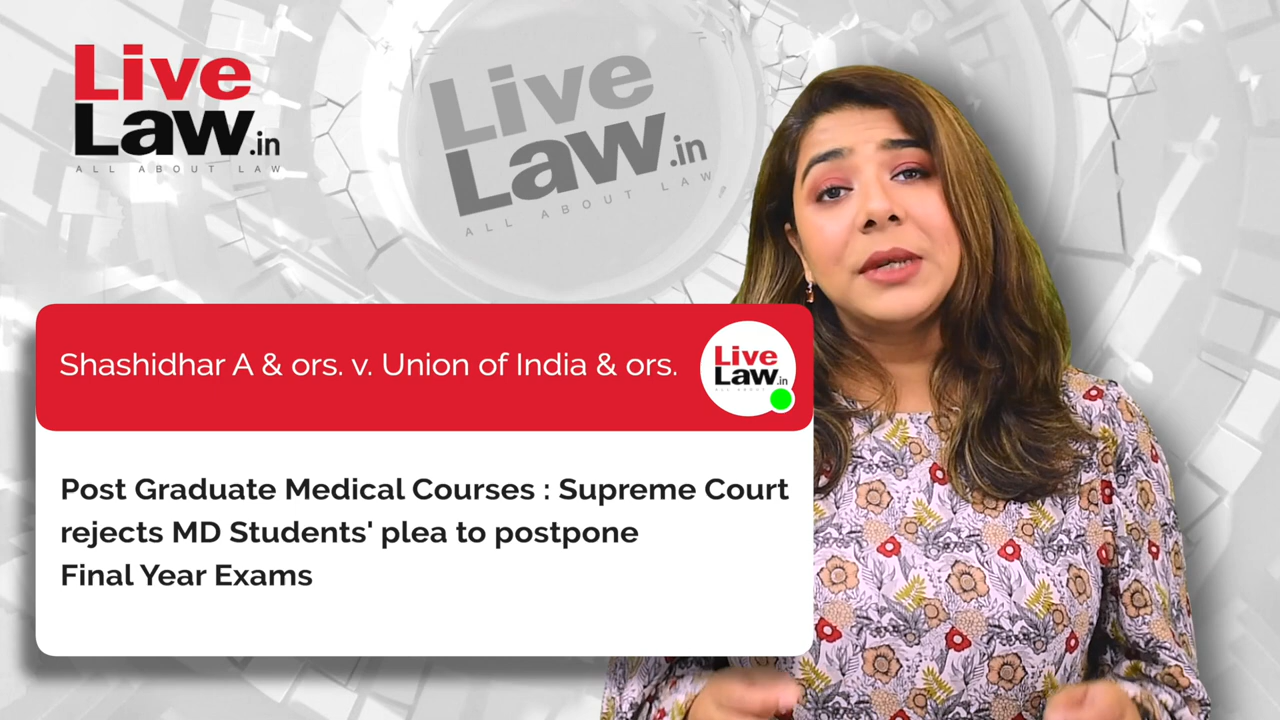 Live
Law.in
ALL ABOUT LAW
Live
Law.in
ALL ABOUT LAW
Shashidhar A & ors. v. Union of India & ors.
Live
Law.in
Post Graduate Medical Courses : Supreme Court
rejects MD Students' plea to postpone
Final Year Exams